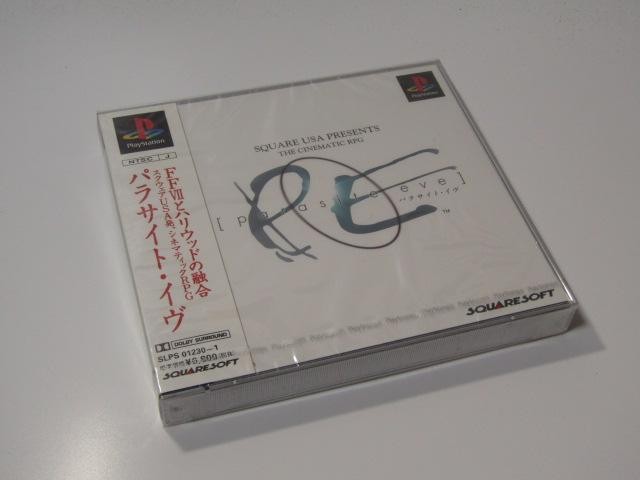 PlayStation
NTSC J
FFⅦとハリウッドの融合
スクウェアUSA発、シネマティックRPG
パラサイト・イヴ
DOLBY SURROUND
SLPS 01230~1
SQUARESOFT
PlayStation
SQUARE USA PRESENTS
THE CINEMATIC RPG
PE
[ parasite eve ]
パラサイト・イヴ
TM
SQUARESOFT